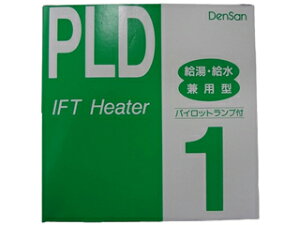 DenSan
PLD
IFT Heater
給湯・給水
兼用型
パイロットランプ付
1